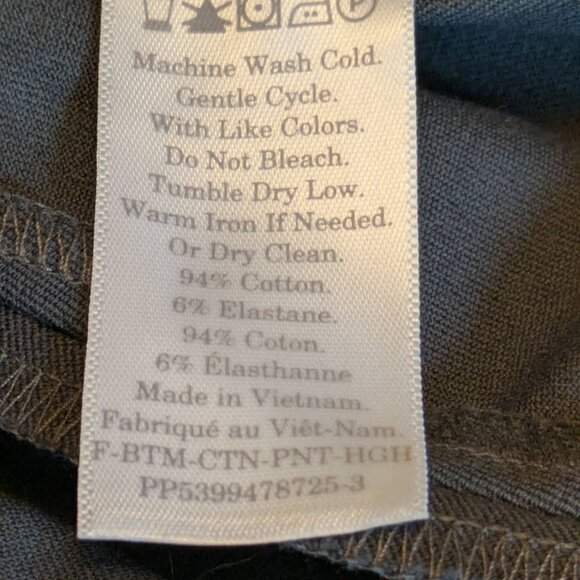 Machine Wash Cold.
Gentle Cycle.
With Like Colors.
Do Not Bleach.
Tumble Dry Low.
Warm Iron If Needed.
Or Dry Clean.
94% Cotton.
6% Elastane.
94% Coton.
6% Élasthanne
Made in Vietnam.
Fabriqué au Viêt-Nam.
F-BTM-CTN-PNT-HGH
PP5399478725-3